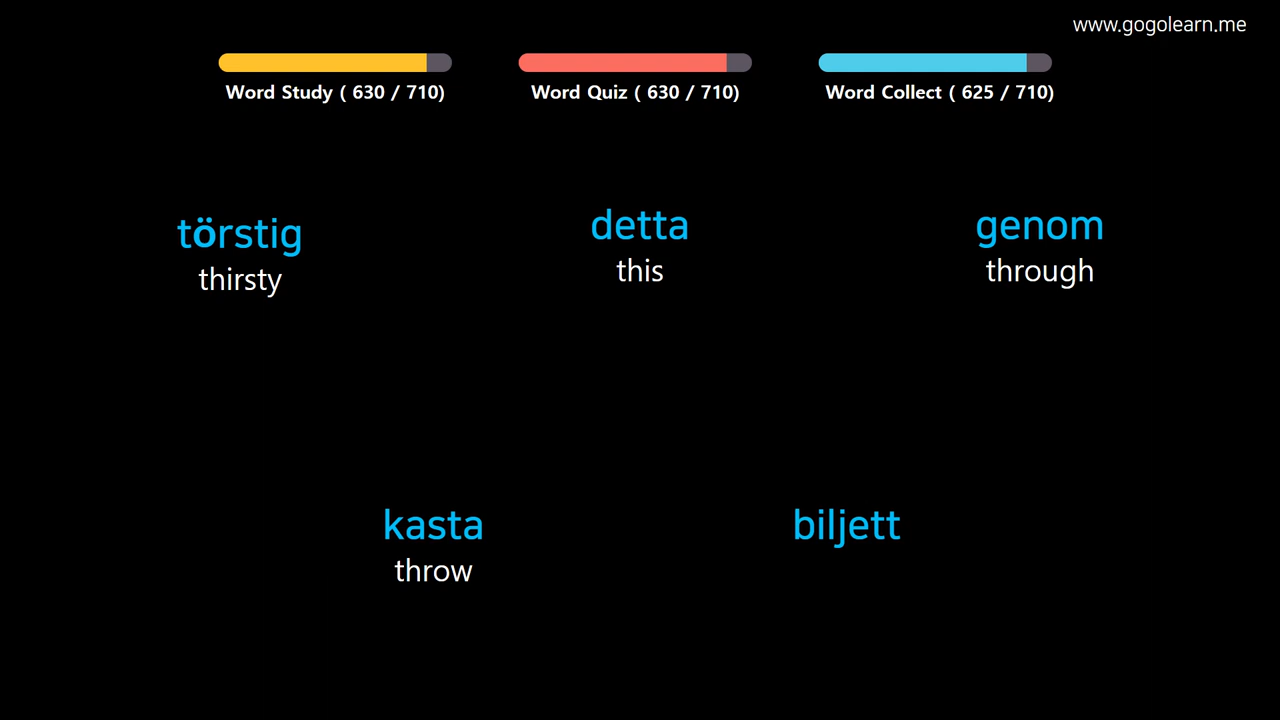 www.gogolearn.me
Word Study ( 630 / 710)
Word Quiz ( 630 / 710)
Word Collect ( 625 / 710)
törstig
thirsty
detta
this
genom
through
kasta
throw
biljett